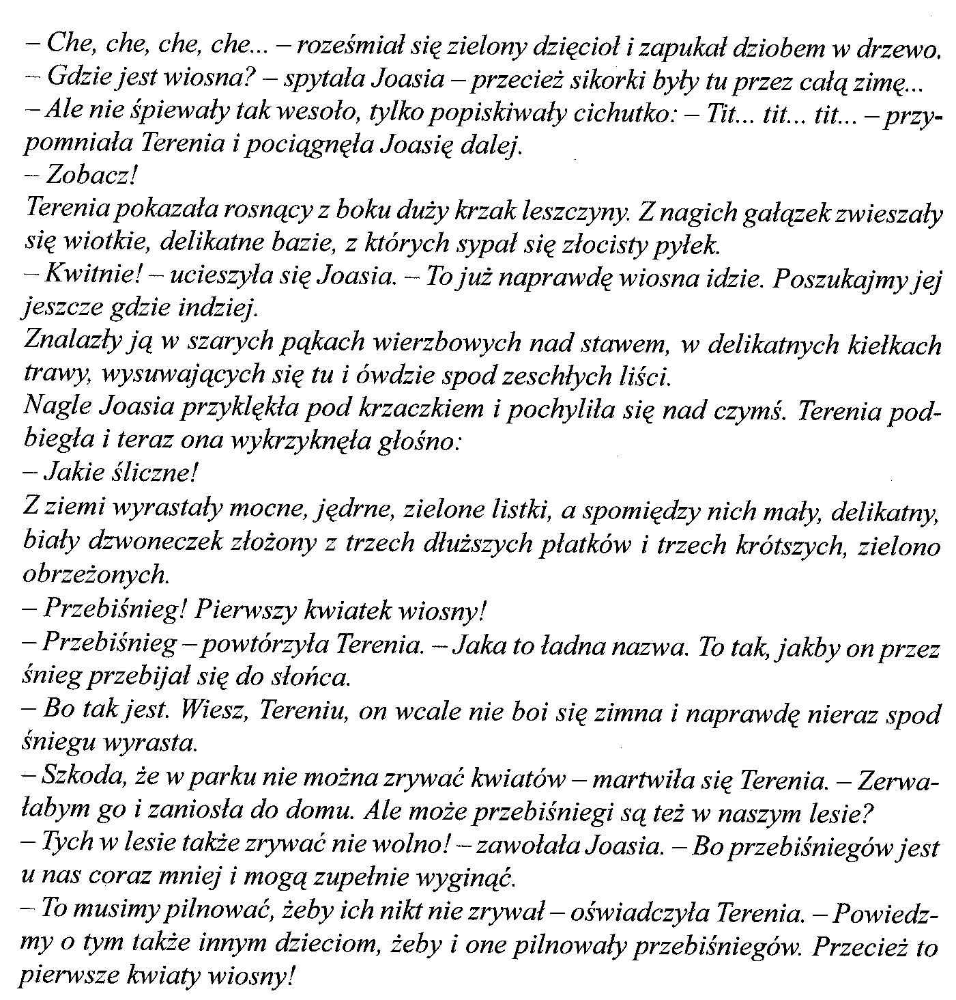 – Che, che, che, che... – roześmiał się zielony dzięcioł i zapukał dziobem w drzewo.
– Gdzie jest wiosna? – spytała Joasia – przecież sikorki były tu przez całą zimę...
– Ale nie śpiewały tak wesoło, tylko popiskiwały cichutko: – Tit... tit... tit... – przy-
pomniała Terenia i pociągnęła Joasię dalej.
– Zobacz!
Terenia pokazała rosnący z boku duży krzak leszczyny. Z nagich gałązek zwieszały
się wiotkie, delikatne bazie, z których sypał się złocisty pyłek.
– Kwitnie! – ucieszyła się Joasia. – To już naprawdę wiosna idzie. Poszukajmy jej
jeszcze gdzie indziej.
Znalazły ją w szarych pąkach wierzbowych nad stawem, w delikatnych kiełkach
trawy, wysuwających się tu i ówdzie spod zeschłych liści.
Nagle Joasia przyklękła pod krzaczkiem i pochyliła się nad czymś. Terenia pod-
biegła i teraz ona wykrzyknęła głośno:
– Jakie śliczne!
Z ziemi wyrastały mocne, jędrne, zielone listki, a spomiędzy nich mały, delikatny,
biały dzwoneczek złożony z trzech dłuższych płatków i trzech krótszych, zielono
obrzeżonych.
– Przebiśnieg! Pierwszy kwiatek wiosny!
– Przebiśnieg – powtórzyła Terenia. – Jaka to ładna nazwa. To tak, jakby on przez
śnieg przebijał się do słońca.
– Bo tak jest. Wiesz, Tereniu, on wcale nie boi się zimna i naprawdę nieraz spod
śniegu wyrasta.
– Szkoda, że w parku nie można zrywać kwiatów – martwiła się Terenia. – Zerwa-
łabym go i zaniosła do domu. Ale może przebiśniegi są też w naszym lesie?
– Tych w lesie także zrywać nie wolno! – zawołała Joasia. – Bo przebiśniegów jest
u nas coraz mniej i mogą zupełnie wyginąć.
– To musimy pilnować, żeby ich nikt nie zrywał – oświadczyła Terenia. – Powiedz-
my o tym także innym dzieciom, żeby i one pilnowały przebiśniegów. Przecież to
pierwsze kwiaty wiosny!